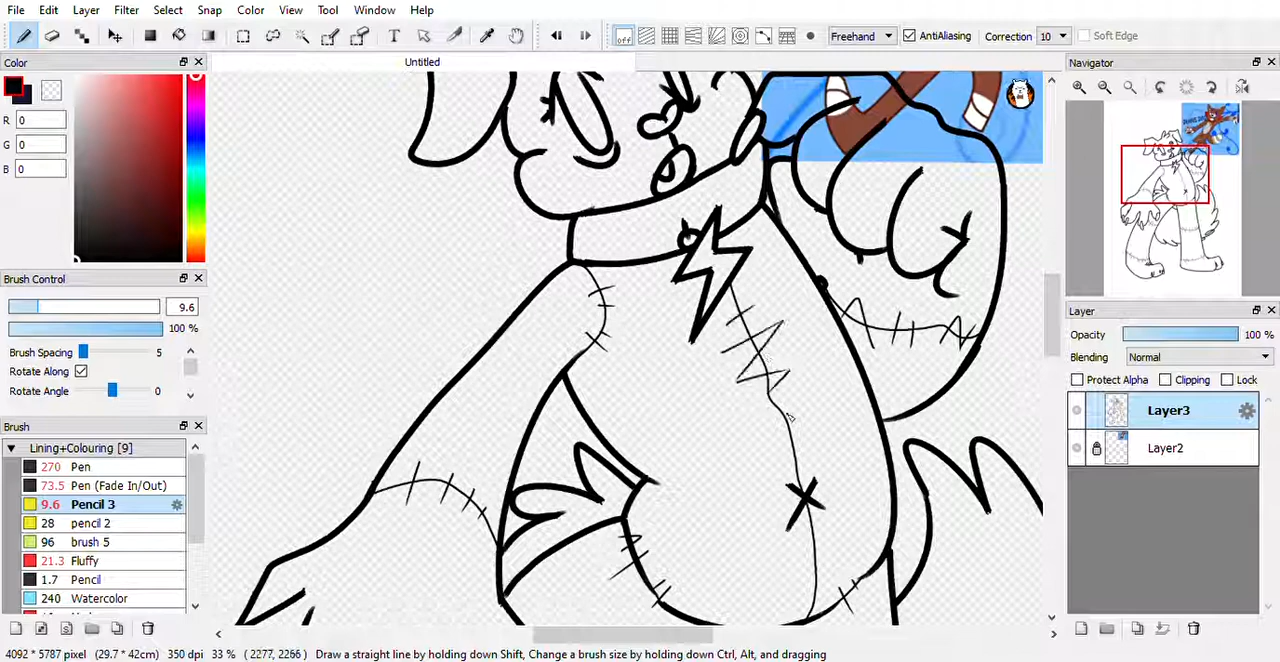 File Edit Layer Filter Select Snap Color View Tool Window Help
off Freehand AntiAliasing Correction 10 Soft Edge
Color Untitled Navigator
R 0
G 0
B 0
Brush Control
9.6
100 %
Brush Spacing 5
Rotate Along
Rotate Angle 0
Brush
Lining+Colouring [9]
270 Pen
73.5 Pen (Fade In/Out)
9.6 Pencil 3
28 pencil 2
96 brush 5
21.3 Fluffy
1.7 Pencil
240 Watercolor
Layer
Opacity 100 %
Blending Normal
Protect Alpha Clipping Lock
Layer3
Layer2
4092 * 5787 pixel (29.7 * 42cm) 350 dpi 33 % ( 2277, 2266 ) Draw a straight line by holding down Shift, Change a brush size by holding down Ctrl, Alt, and dragging